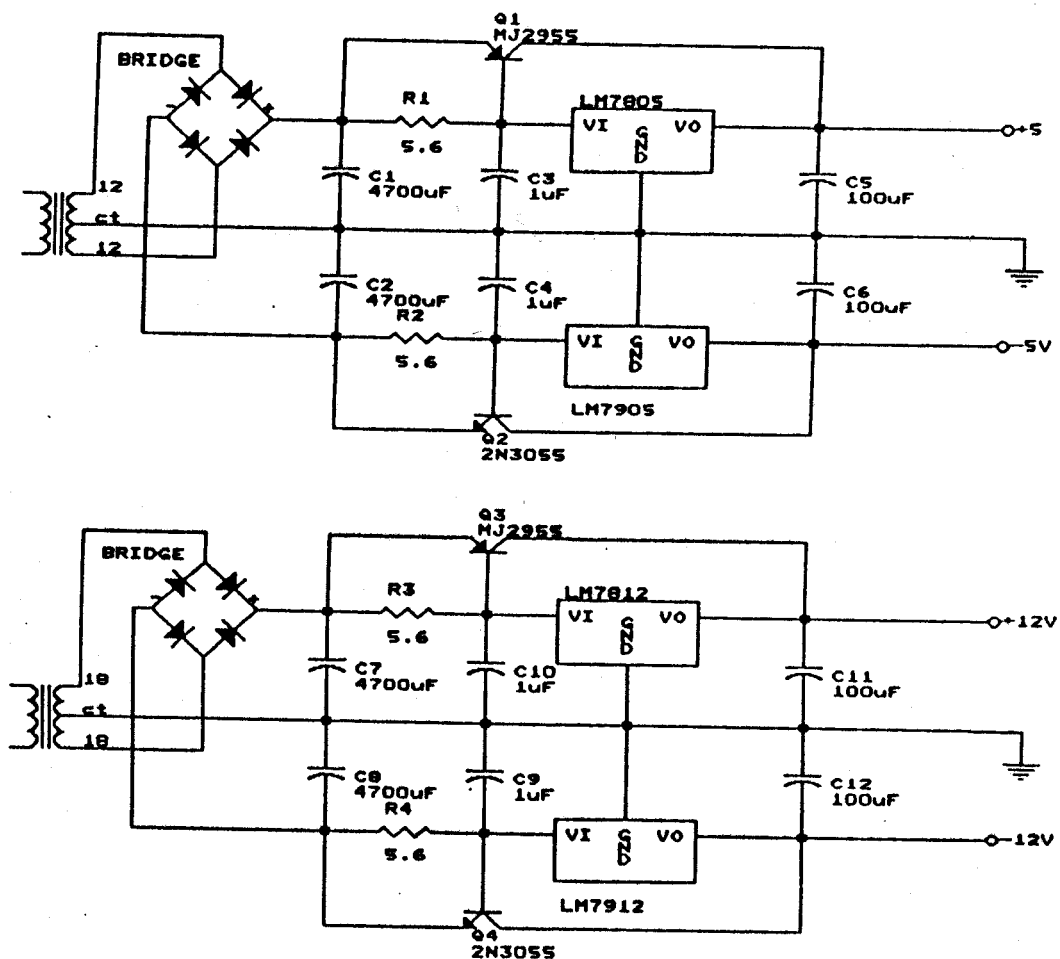 Q1
MJ2955
BRIDGE
R1
5.6
LM7805
VI
GND
VO
+5
12
ct
12
C1
4700uF
C3
1uF
C5
100uF
C2
4700uF
R2
5.6
C4
1uF
C6
100uF
VI
GND
VO
-5V
LM7905
Q2
2N3055
Q3
MJ2955
BRIDGE
R3
5.6
LM7812
VI
GND
VO
+12V
18
ct
18
C7
4700uF
C10
1uF
C11
100uF
C8
4700uF
R4
5.6
C9
1uF
C12
100uF
VI
GND
VO
-12V
LM7912
Q4
2N3055